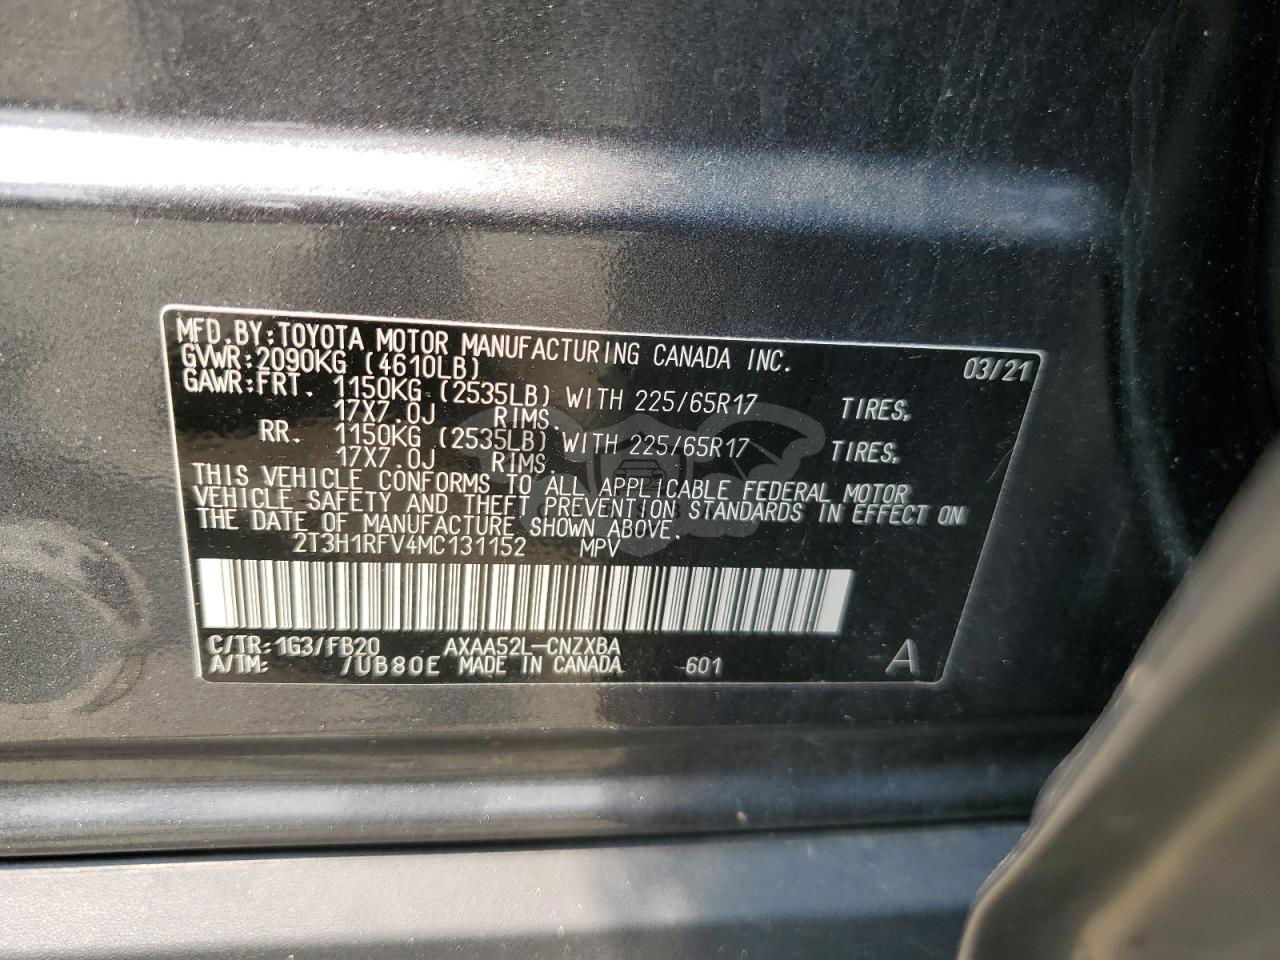 MFD.BY:TOYOTA MOTOR MANUFACTURING CANADA INC. 03/21
GVWR:2090KG (4610LB)
GAWR:FRT. 1150KG (2535LB) WITH 225/65R17 TIRES,
17X7.0J RIMS.
RR. 1150KG (2535LB) WITH 225/65R17 TIRES,
17X7.0J RIMS.
THIS VEHICLE CONFORMS TO ALL APPLICABLE FEDERAL MOTOR
VEHICLE SAFETY AND THEFT PREVENTION STANDARDS IN EFFECT ON
THE DATE OF MANUFACTURE SHOWN ABOVE.
2T3H1RFV4MC131152 MPV
C/TR:1G3/FB20 AXAA52L-CNZXBA
A/TM: /UB80E MADE IN CANADA 601 A